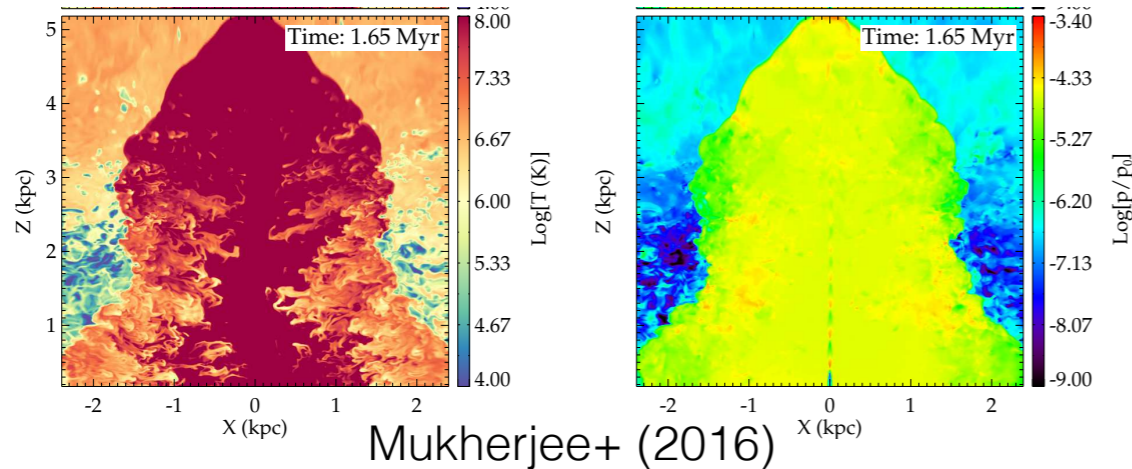 Time: 1.65 Myr
5
4
3
2
1
Z (kpc)
-2 -1 0 1 2
X (kpc)
8.00
7.33
6.67
6.00
5.33
4.67
4.00
Log[T (K)]
Time: 1.65 Myr
5
4
3
2
1
Z (kpc)
-2 -1 0 1 2
X (kpc)
-3.40
-4.33
-5.27
-6.20
-7.13
-8.07
-9.00
Log[p/p₀]
Mukherjee+ (2016)